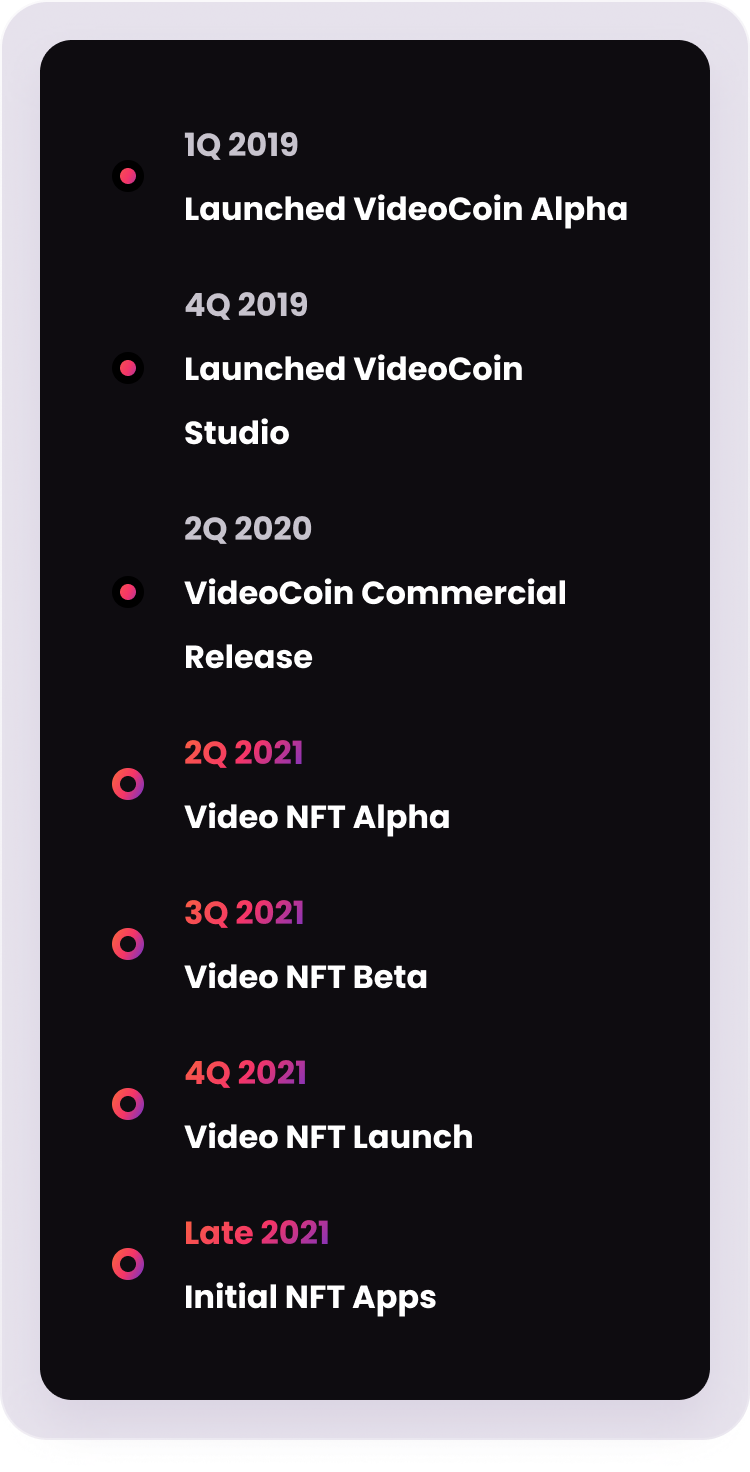 1Q 2019
Launched VideoCoin Alpha
4Q 2019
Launched VideoCoin
Studio
2Q 2020
VideoCoin Commercial
Release
2Q 2021
Video NFT Alpha
3Q 2021
Video NFT Beta
4Q 2021
Video NFT Launch
Late 2021
Initial NFT Apps